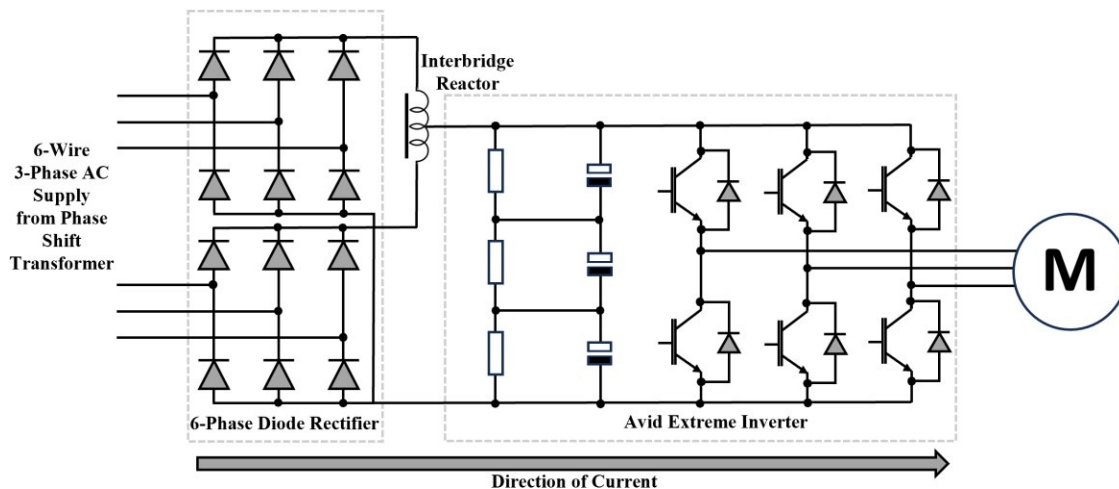 Interbridge
Reactor
6-Wire
3-Phase AC
Supply
from Phase
Shift
Transformer
M
6-Phase Diode Rectifier
Avid Extreme Inverter
Direction of Current